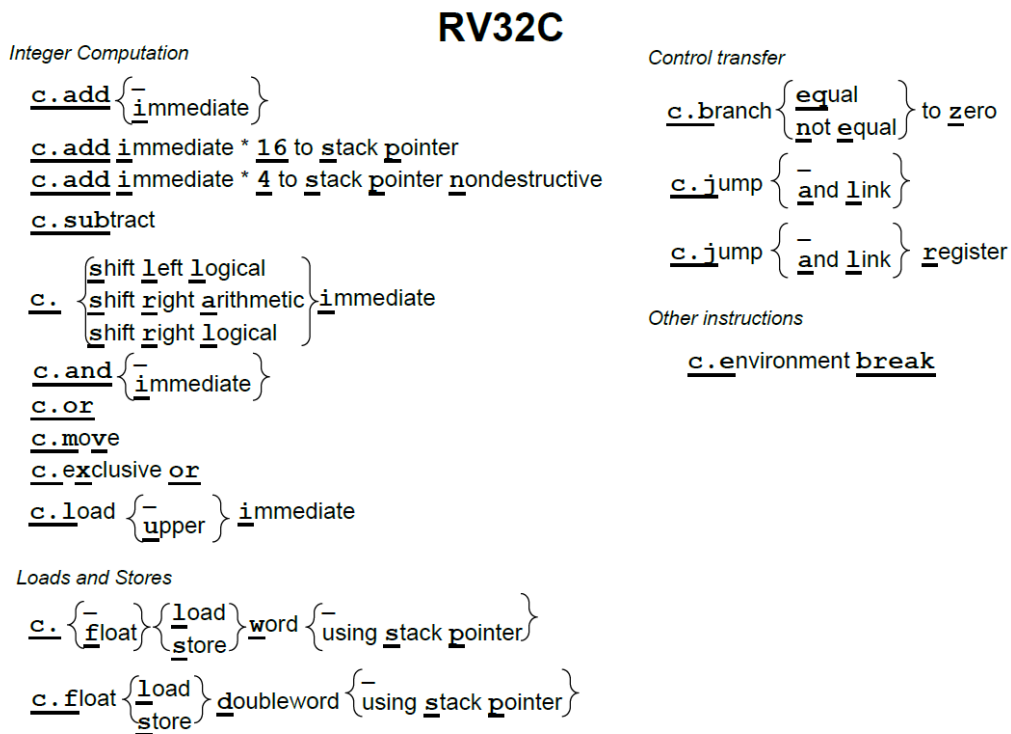 RV32C
Integer Computation
c.add { _ immediate }
c.add immediate * 16 to stack pointer
c.add immediate * 4 to stack pointer nondestructive
c.subtract
c. { shift left logical
shift right arithmetic
shift right logical } immediate
c.and { _ immediate }
c.or
c.move
c.exclusive or
c.load { _ upper } immediate
Loads and Stores
c. { _ float } { load store } word { _ using stack pointer }
c.float { load store } doubleword { _ using stack pointer }
Control transfer
c.branch { equal not equal } to zero
c.jump { _ and link }
c.jump { _ and link } register
Other instructions
c.environment break